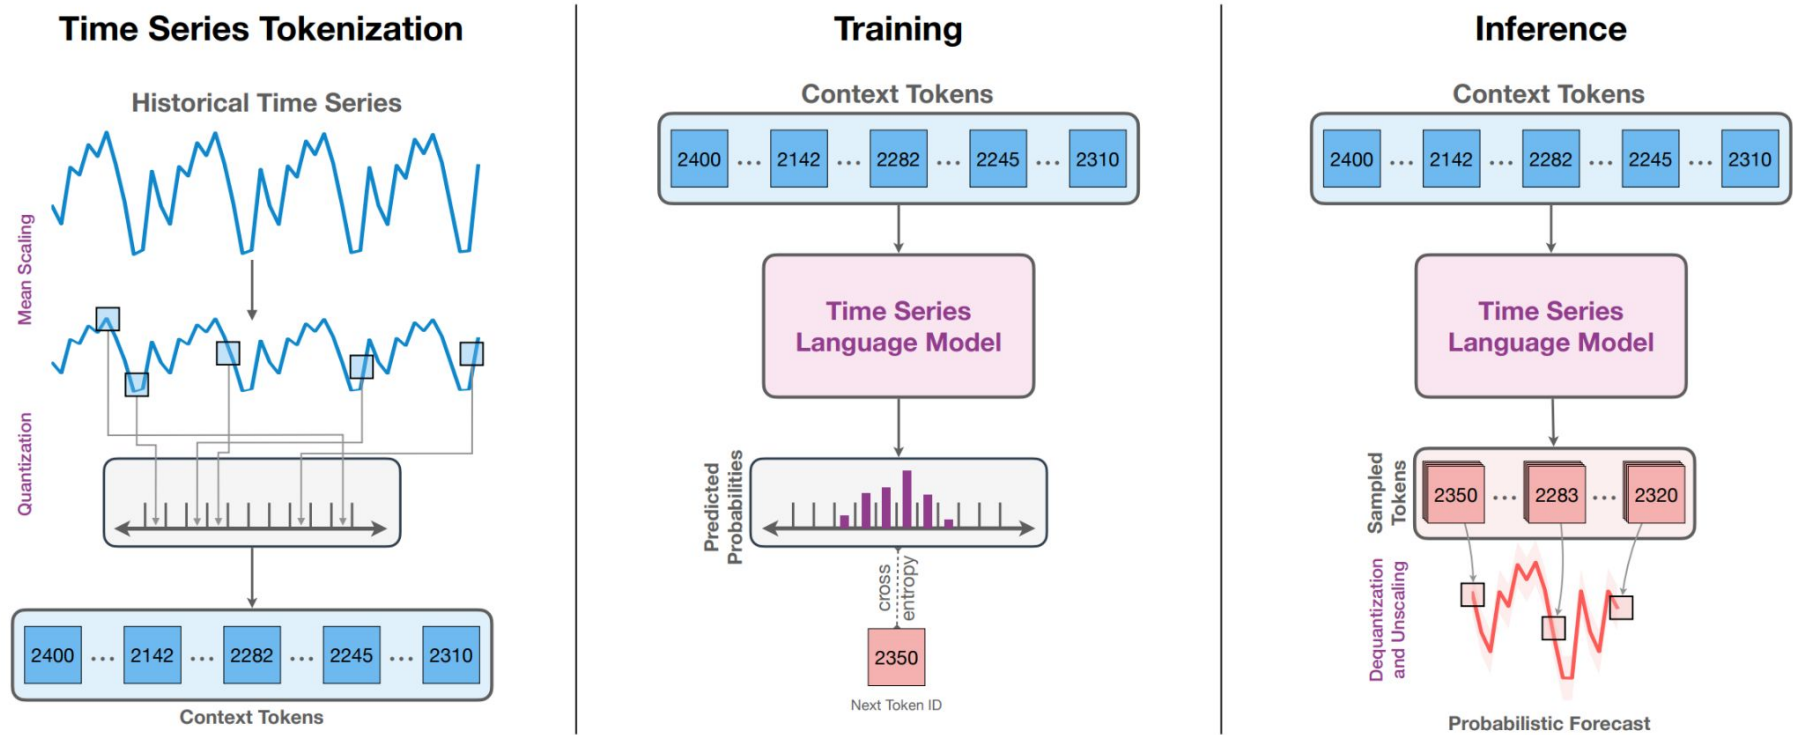 Time Series Tokenization
Historical Time Series
Mean Scaling
Quantization
2400 ... 2142 ... 2282 ... 2245 ... 2310
Context Tokens
Training
Context Tokens
2400 ... 2142 ... 2282 ... 2245 ... 2310
Time Series
Language Model
Predicted
Probabilities
cross
entropy
2350
Next Token ID
Inference
Context Tokens
2400 ... 2142 ... 2282 ... 2245 ... 2310
Time Series
Language Model
Sampled
Tokens
2350 ... 2283 ... 2320
Dequantization
and Unscaling
Probabilistic Forecast